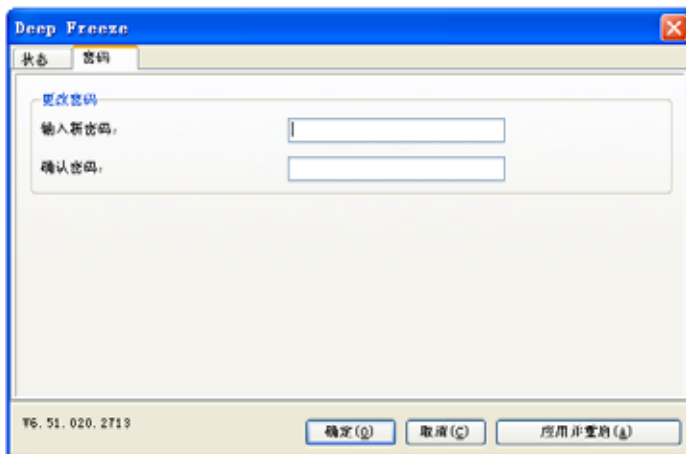 Deep Freeze
状态 密码
更改密码
输入新密码:
确认密码:
V6.51.020.2713
确定(O) 取消(C) 应用并重启(A)